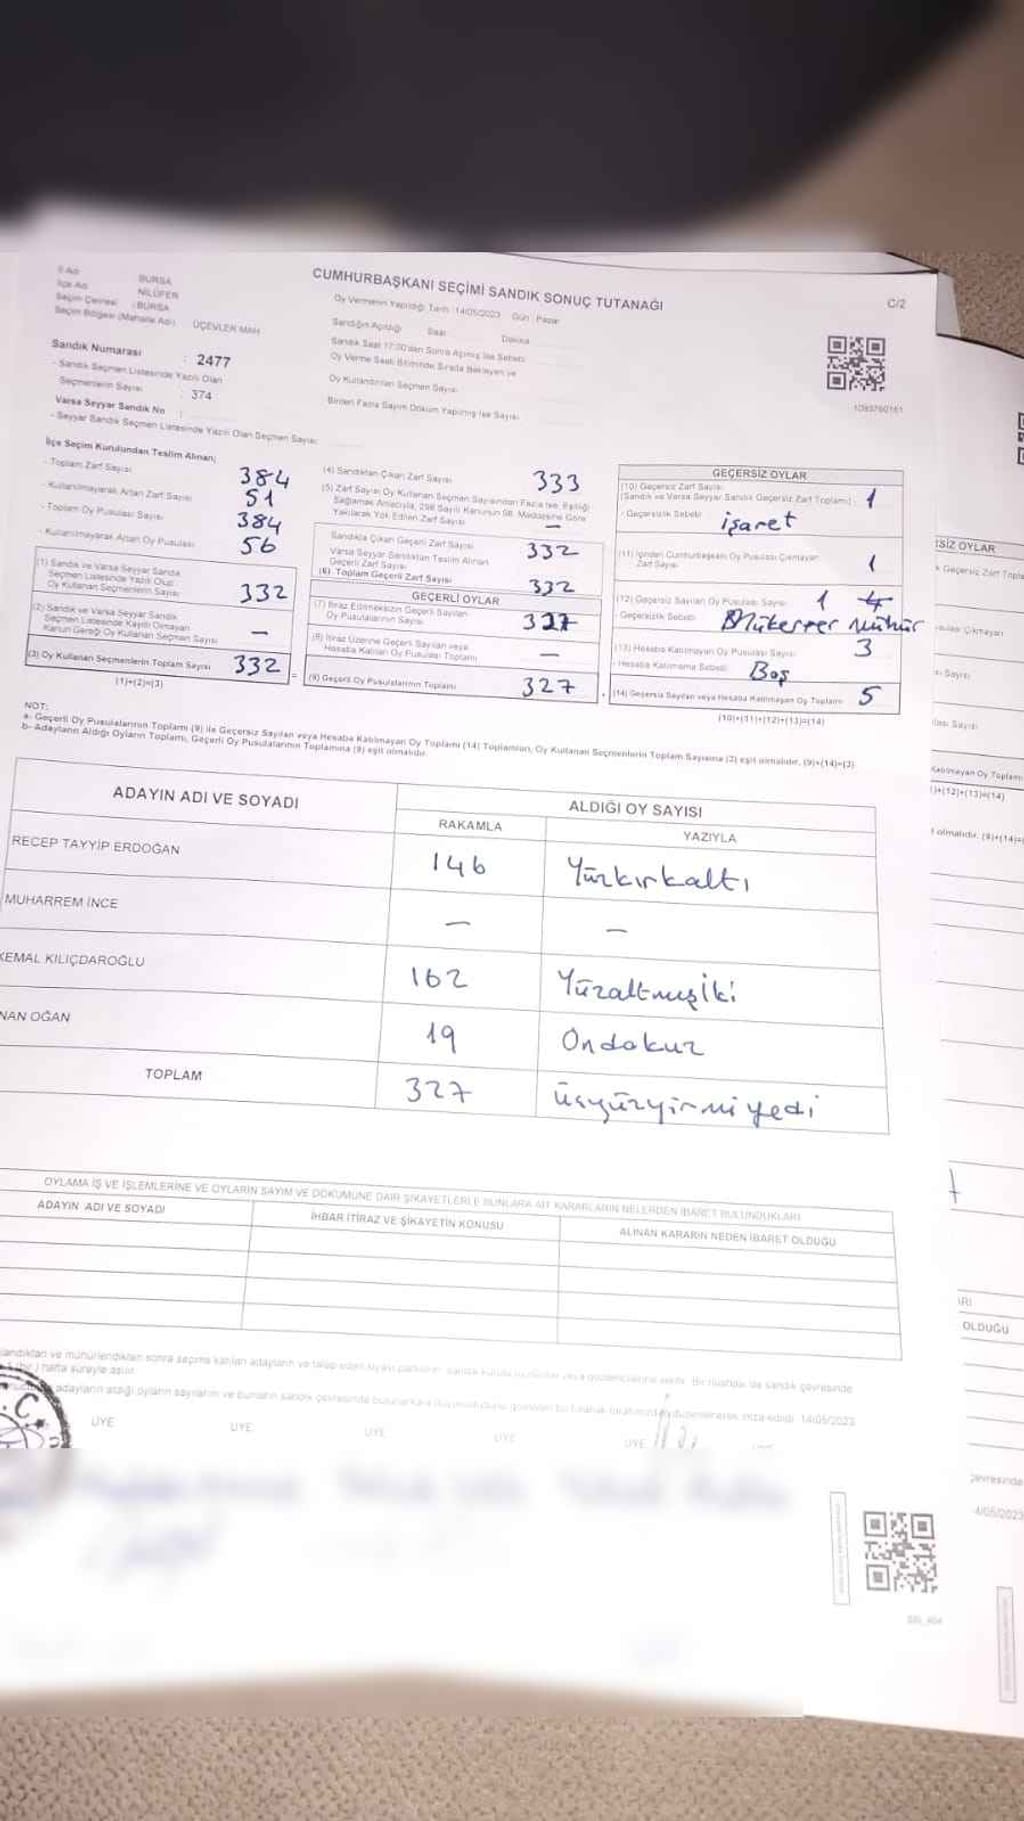 CUMHURBAŞKANI SEÇİMİ SANDIK SONUÇ TUTANAĞI
C/2
İl Adı BURSA
İlçe Adı NİLÜFER
Seçim Çevresi : BURSA
Seçim Bölgesi (Mahalle Adı) ÜÇEVLER MAH
Sandık Numarası : 2477
- Sandık Seçmen Listesinde Yazılı Olan
Seçmenlerin Sayısı : 374
Varsa Seyyar Sandık No :
- Seyyar Sandık Seçmen Listesinde Yazılı Olan Seçmen Sayısı:
Oy Vermenin Yapıldığı Tarih : 14/05/2023 Gün : Pazar
Sandığın Açıldığı Saat Dakika
Sandık Saat 17:00'dan Sonra Açılmış İse Sebebi
Oy Verme Saati Bitiminde Sırada Bekleyen ve
Oy Kullandırılan Seçmen Sayısı
Birden Fazla Sayım Döküm Yapılmış İse Sayısı
İlçe Seçim Kurulundan Teslim Alınan;
- Toplam Zarf Sayısı 384
- Kullanılmayarak Artan Zarf Sayısı 51
- Toplam Oy Pusulası Sayısı 384
- Kullanılmayarak Artan Oy Pusulası 56
(1) Sandık ve Varsa Seyyar Sandık
Seçmen Listesinde Yazılı Olup
Oy Kullanan Seçmenlerin Sayısı 332
(2) Sandık ve Varsa Seyyar Sandık
Seçmen Listesinde Kaydı Olmayan
Kanun Gereği Oy Kullanan Seçmen Sayısı —
(3) Oy Kullanan Seçmenlerin Toplam Sayısı 332
(1)+(2)=(3)
(4) Sandıktan Çıkan Zarf Sayısı 333
(5) Zarf Sayısı Oy Kullanan Seçmen Sayısından Fazla İse, Eşitliği
Sağlamak Amacıyla, 298 Sayılı Kanunun 98. Maddesine Göre
Yakılarak Yok Edilen Zarf Sayısı —
Sandıkta Çıkan Geçerli Zarf Sayısı 332
Varsa Seyyar Sandıktan Teslim Alınan
Geçerli Zarf Sayısı
(6) Toplam Geçerli Zarf Sayısı 332
GEÇERLİ OYLAR
(7) İtiraz Edilmeksizin Geçerli Sayılan
Oy Pusulalarının Sayısı 327
(8) İtiraz Üzerine Geçerli Sayılan veya
Hesaba Katılan Oy Pusulası Toplamı —
(9) Geçerli Oy Pusulalarının Toplamı 327
GEÇERSİZ OYLAR
(10) Geçersiz Zarf Sayısı
(Sandık ve Varsa Seyyar Sandık Geçersiz Zarf Toplamı) 1
- Geçersizlik Sebebi işaret
(11) İçinden Cumhurbaşkanı Oy Pusulası Çıkmayan
Zarf Sayısı 1
(12) Geçersiz Sayılan Oy Pusulası Sayısı 1
- Geçersizlik Sebebi Mükerrer Mühür
(13) Hesaba Katılmayan Oy Pusulası Sayısı 3
- Hesaba Katılmama Sebebi Boş
(14) Geçersiz Sayılan veya Hesaba Katılmayan Oy Toplamı 5
(10)+(11)+(12)+(13)=(14)
NOT:
a- Geçerli Oy Pusulalarının Toplamı (9) ile Geçersiz Sayılan veya Hesaba Katılmayan Oy Toplamı (14) Toplamları, Oy Kullanan Seçmenlerin Toplam Sayısına (3) eşit olmalıdır. (9)+(14)=(3)
b- Adayların Aldığı Oyların Toplamı, Geçerli Oy Pusulalarının Toplamına (9) eşit olmalıdır.
ADAYIN ADI VE SOYADI ALDIĞI OY SAYISI
RAKAMLA YAZIYLA
RECEP TAYYİP ERDOĞAN 146 Yüzkırkaltı
MUHARREM İNCE — —
KEMAL KILIÇDAROĞLU 162 Yüzaltmışiki
NAN OĞAN 19 Ondokuz
TOPLAM 327 üçyüzyirmiyedi
OYLAMA İŞ VE İŞLEMLERİNE VE OYLARIN SAYIM VE DÖKÜMÜNE DAİR ŞİKAYETLERLE BUNLARA AİT KARARLARIN NELERDEN İBARET BULUNDUKLARI
ADAYIN ADI VE SOYADI İHBAR İTİRAZ VE ŞİKAYETİN KONUSU ALINAN KARARIN NEDEN İBARET OLDUĞU
ÜYE ÜYE ÜYE ÜYE ÜYE